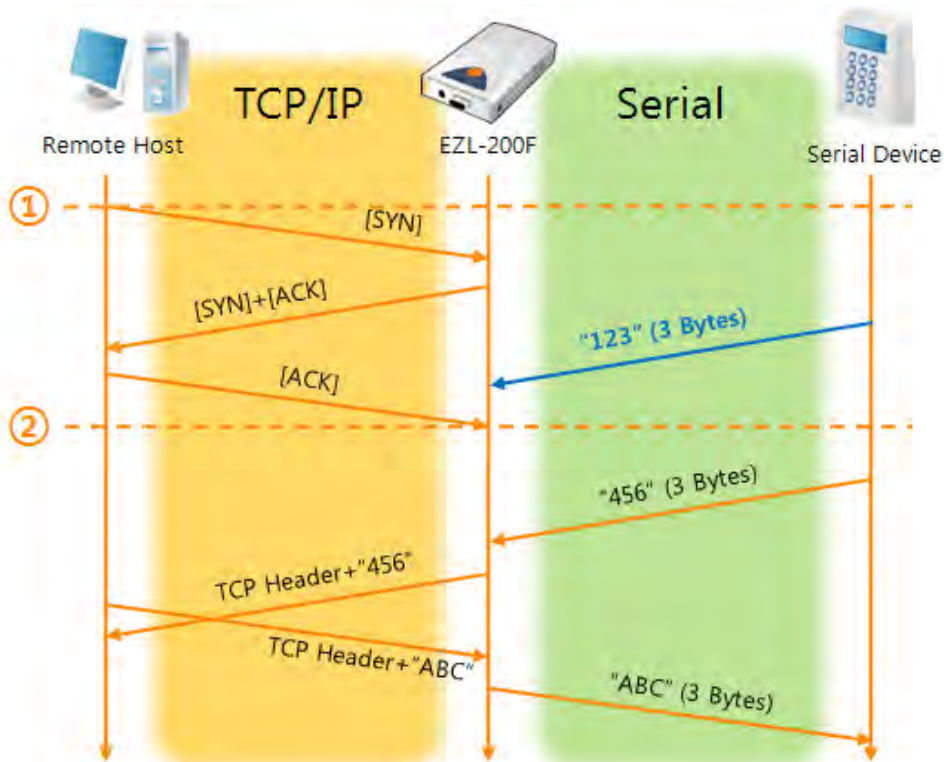 TCP/IP
Serial
Remote Host
EZL-200F
Serial Device
①
[SYN]
[SYN]+[ACK]
"123" (3 Bytes)
[ACK]
②
"456" (3 Bytes)
TCP Header+"456"
TCP Header+"ABC"
"ABC" (3 Bytes)